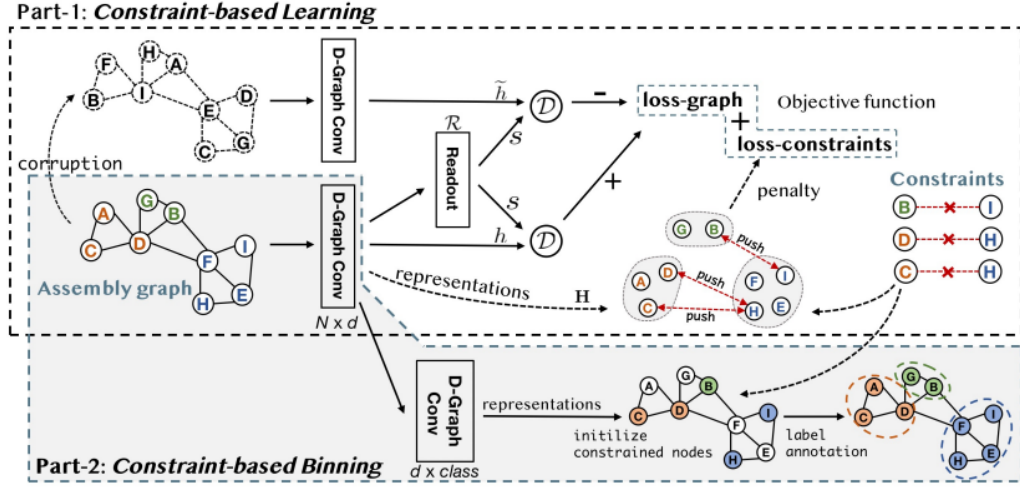 Part-1: Constraint-based Learning
H
F
A
B
I
E
D
C
G
corruption
D-Graph Conv
h̃
D
−
R
Readout
S
S
loss-graph
+
loss-constraints
Objective function
penalty
+
Constraints
B
I
D
H
C
H
A
G
B
C
D
F
I
H
E
Assembly graph
D-Graph Conv
N x d
h
D
representations
H
G
B
push
A
D
C
push
push
F
I
H
E
D-Graph
Conv
d x class
representations
A
G
B
C
D
F
I
H
E
initilize
constrained nodes
label
annotation
A
G
B
C
D
F
I
H
E
Part-2: Constraint-based Binning